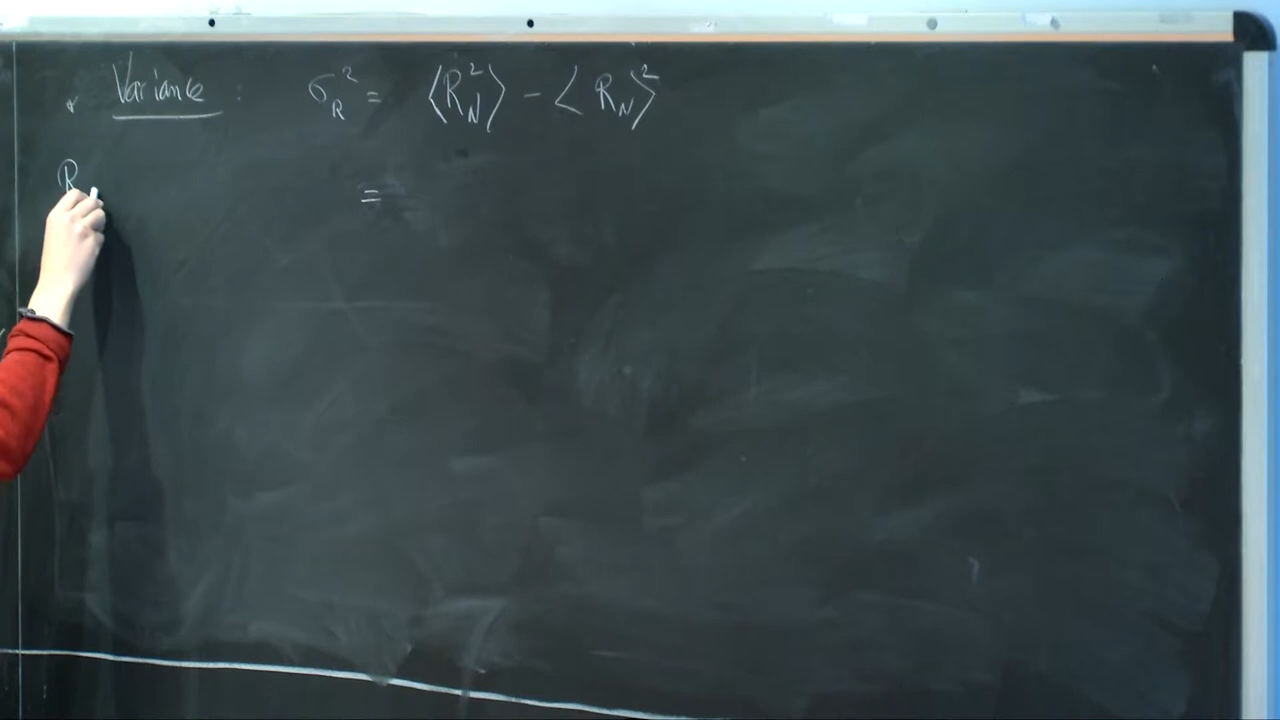 Variance : σ_R² = ⟨R_N²⟩ - ⟨R_N⟩²
R =